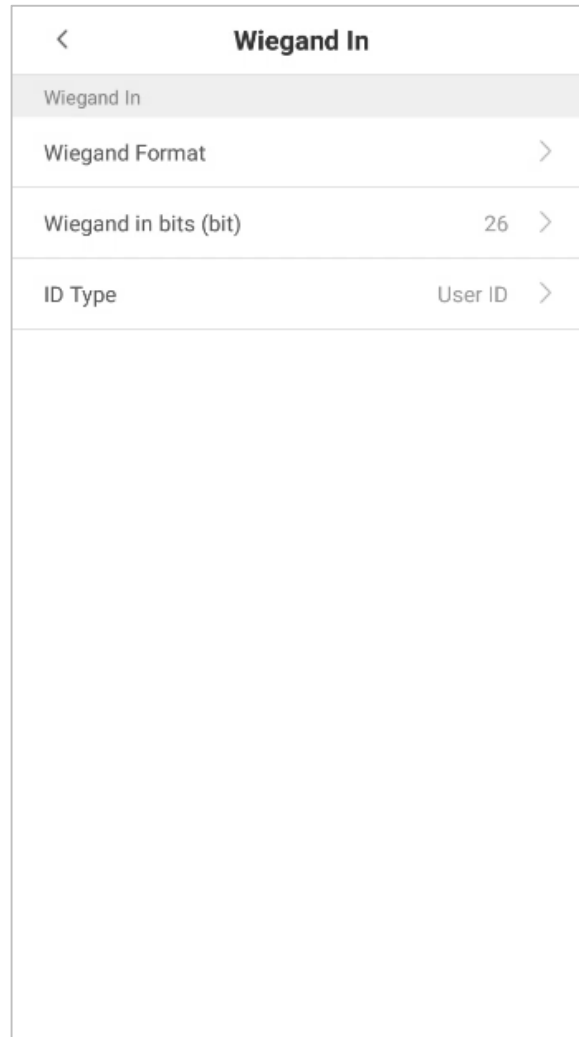 Wiegand In
Wiegand In
Wiegand Format
Wiegand in bits (bit) 26
ID Type User ID